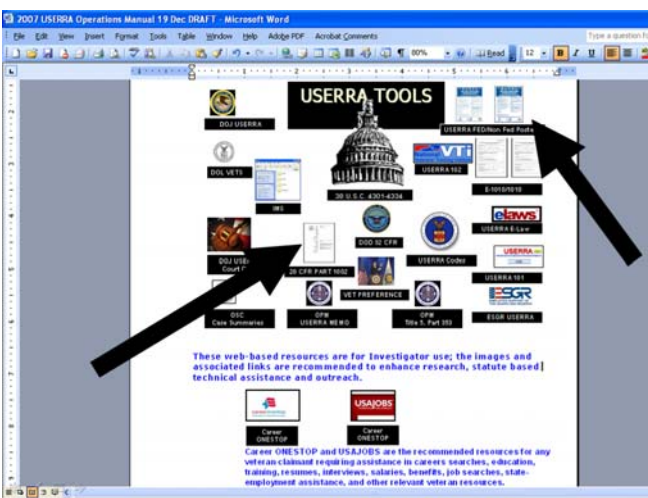 2007 USERRA Operations Manual 19 Dec DRAFT - Microsoft Word
File Edit View Insert Format Tools Table Window Help Adobe PDF Acrobat Comments
Type a question
80% Read 12 B I U
USERRA TOOLS
DOJ USERRA
USERRA FED/Non Fed Poste
DOL VETS
VTi
USERRA 102
IMS
38 U.S.C. 4301-4334
E-1010/1010
elaws
USERRA E-Law
DOD 32 CFR
USERRA
DOJ USE
Court C
20 CFR PART 1002
USERRA Codes
USERRA 101
VET PREFERENCE
ESGR
OSC
Case Summaries
OPM
USERRA MEMO
OPM
Title 5, Part 353
ESGR USERRA
These web-based resources are for Investigator use; the images and
associated links are recommended to enhance research, statute based
technical assistance and outreach.
USAJOBS
Career
ONESTOP
Career
ONESTOP
Career ONESTOP and USAJOBS are the recommended resources for any
veteran claimant requiring assistance in careers searches, education,
training, resumes, interviews, salaries, benefits, job searches, state-
employment assistance, and other relevant veteran resources.